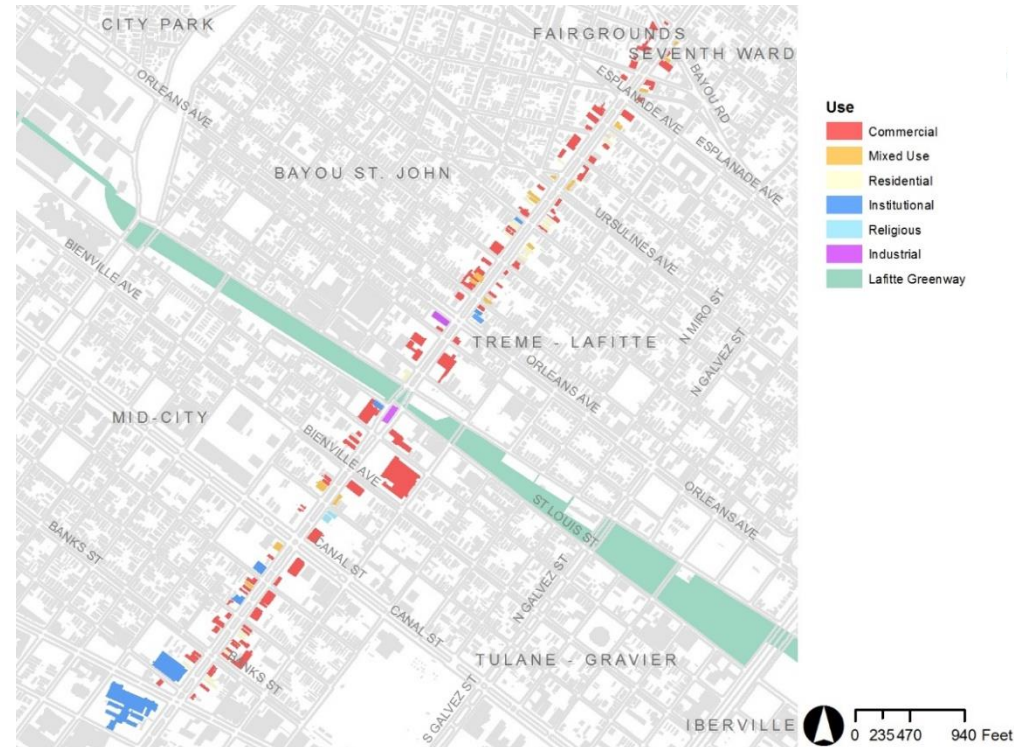 CITY PARK
FAIRGROUNDS
SEVENTH WARD
ORLEANS AVE
ESPLANADE AVE
BAYOU RD
ESPLANADE AVE
BAYOU ST. JOHN
URSULINES AVE
BIENVILLE AVE
N MIRO ST
N GALVEZ ST
TREME - LAFITTE
ORLEANS AVE
MID-CITY
BIENVILLE AVE
ORLEANS AVE
ST LOUIS ST
BANKS ST
CANAL ST
N GALVEZ ST
CANAL ST
BANKS ST
TULANE - GRAVIER
S GALVEZ ST
IBERVILLE
Use
Commercial
Mixed Use
Residential
Institutional
Religious
Industrial
Lafitte Greenway
0 235 470 940 Feet